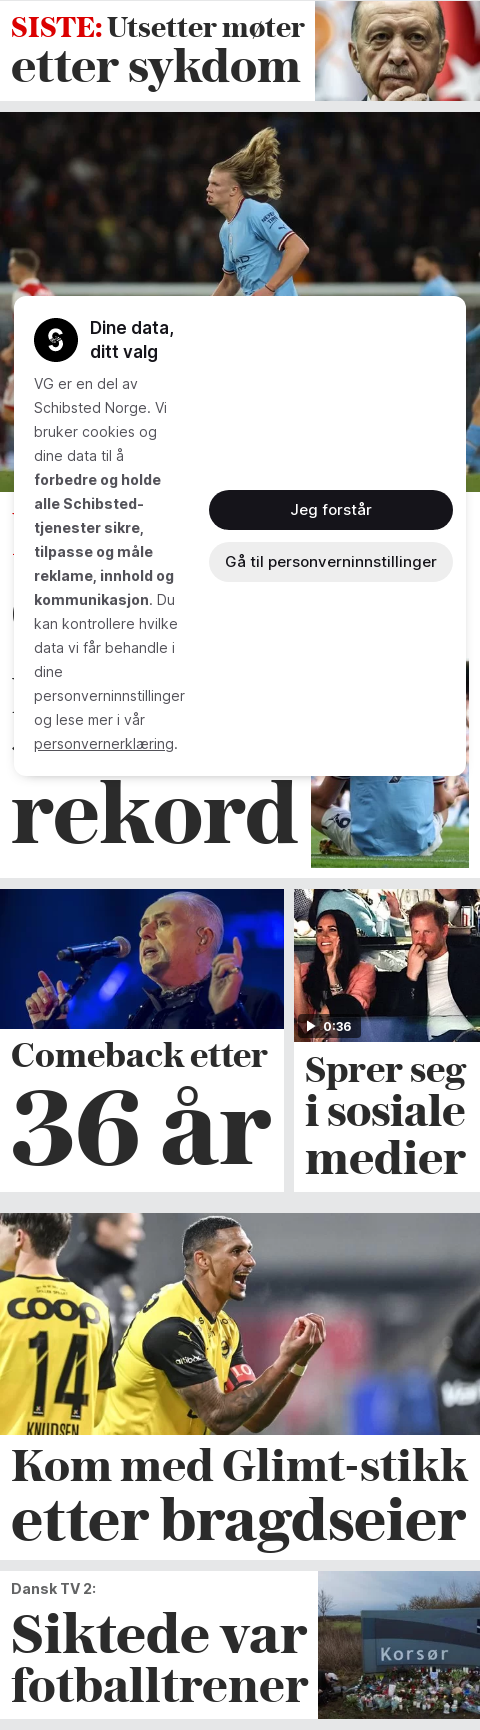 SISTE: Utsetter møter
etter sykdom
Dine data,
ditt valg
VG er en del av
Schibsted Norge. Vi
bruker cookies og
dine data til å
forbedre og holde
alle Schibsted-
tjenester sikre,
tilpasse og måle
reklame, innhold og
kommunikasjon. Du
kan kontrollere hvilke
data vi får behandle i
dine
personverninnstillinger
og lese mer i vår
personvernerklæring.
Jeg forstår
Gå til personverninnstillinger
rekord
0:36
Comeback etter
36 år
Sprer seg
i sosiale
medier
coop
14
KNUDSEN
Kom med Glimt-stikk
etter bragdseier
Dansk TV 2:
Siktede var
fotballtrener
Korsør